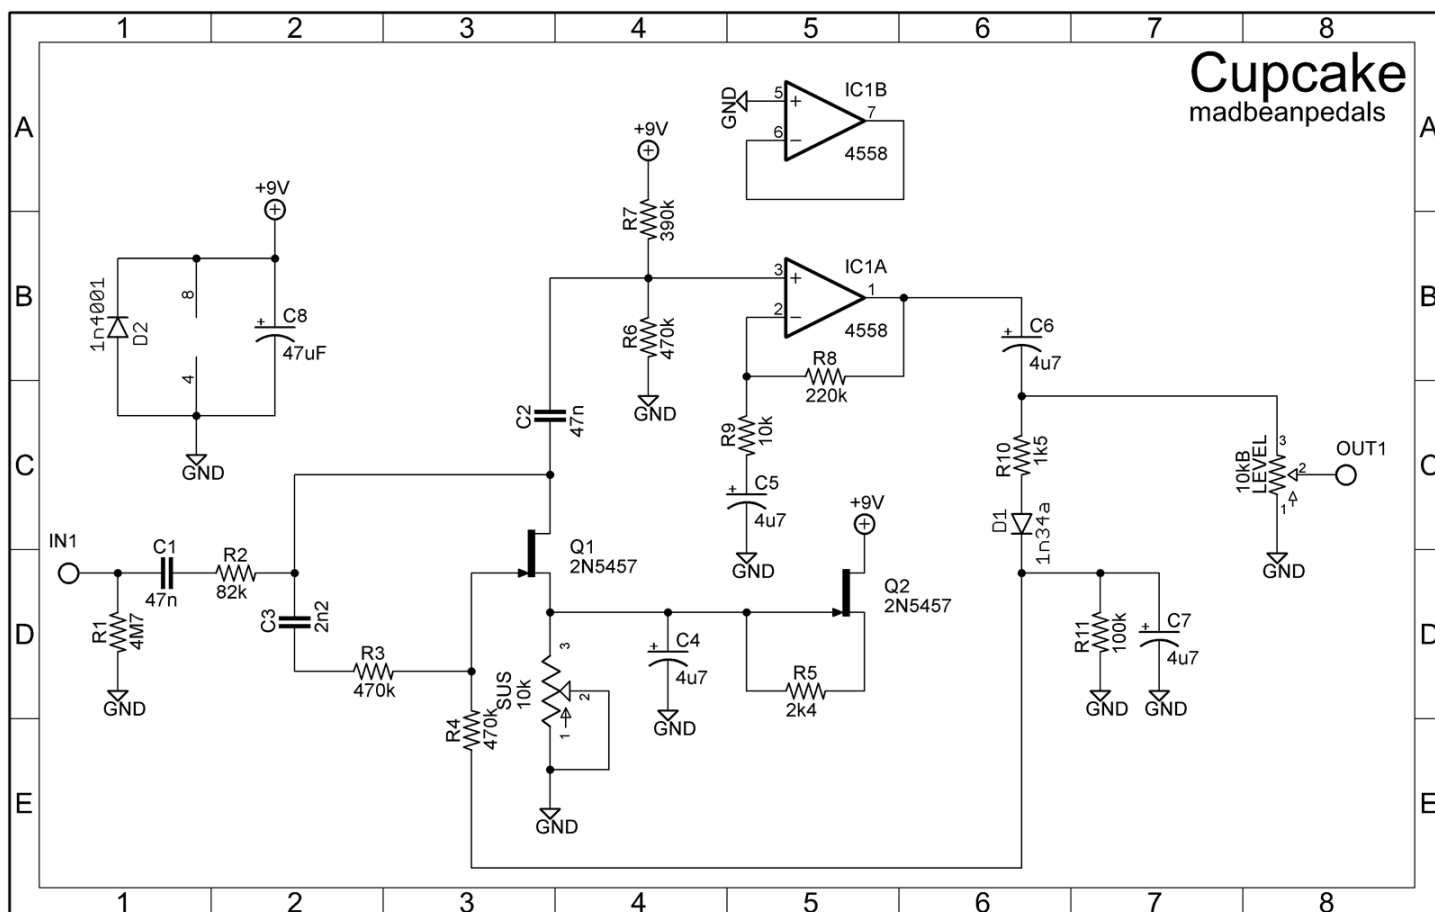 1 2 3 4 5 6 7 8
Cupcake
madbeanpedals
A A
B B
C C
D D
E E
GND
5
+
6
−
IC1B
7
4558
+9V
R7
390k
+9V
1n4001
D2
8
4
+
C8
47uF
GND
R6
470k
GND
3
+
2
−
IC1A
1
4558
R8
220k
+
C6
4u7
C2
47n
R9
10k
+
C5
4u7
GND
R10
1k5
D1
1n34a
10kB
LEVEL
3
2
1
OUT1
GND
IN1
C1
47n
R2
82k
R1
4M7
GND
C3
2n2
R3
470k
R4
470k
Q1
2N5457
SUS
10k
3
2
1
GND
+
C4
4u7
GND
+9V
Q2
2N5457
R5
2k4
R11
100k
GND
+
C7
4u7
GND
1 2 3 4 5 6 7 8